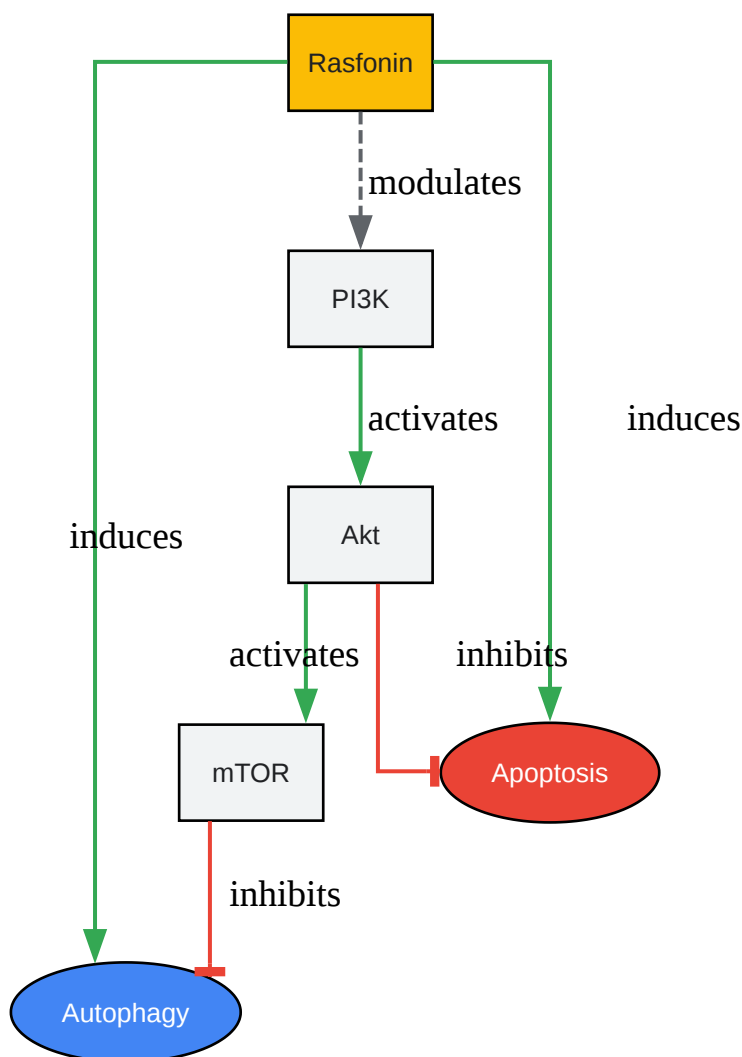 Rasfonin
modulates
PI3K
activates
induces
Akt
induces
activates
inhibits
mTOR
Apoptosis
inhibits
Autophagy